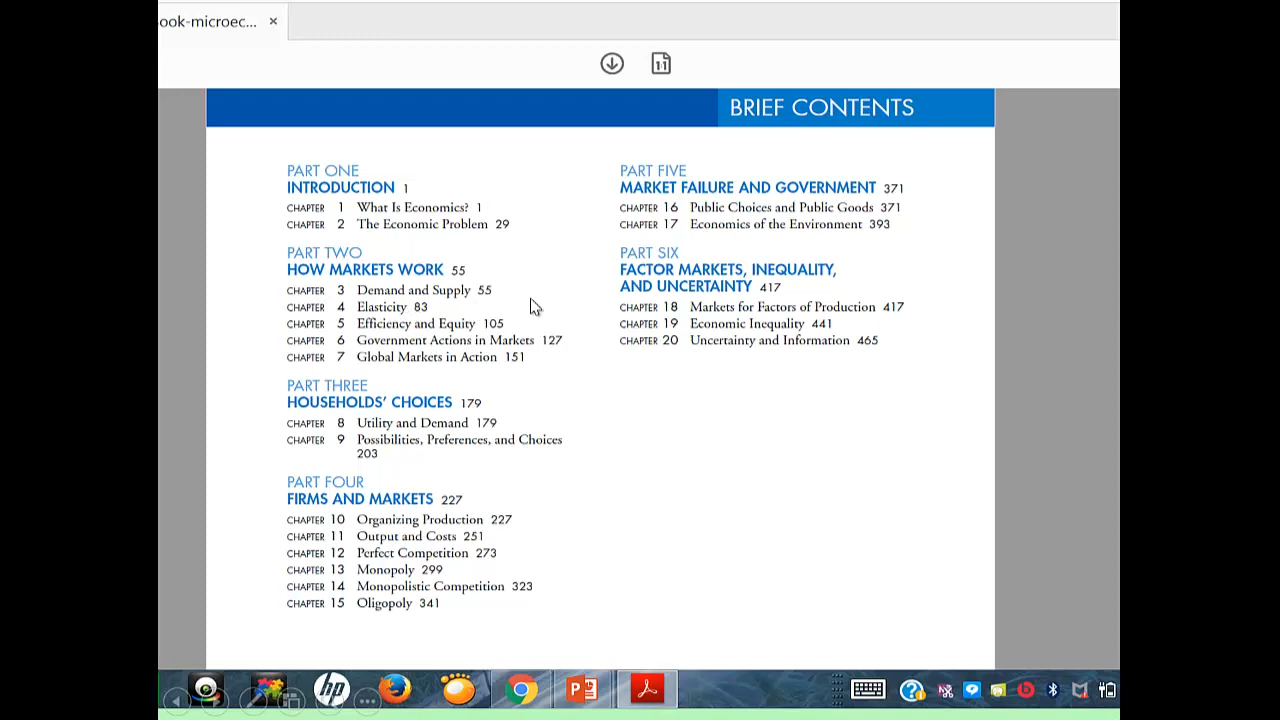 ook-microec... ×
BRIEF CONTENTS
PART ONE
INTRODUCTION 1
CHAPTER 1 What Is Economics? 1
CHAPTER 2 The Economic Problem 29
PART TWO
HOW MARKETS WORK 55
CHAPTER 3 Demand and Supply 55
CHAPTER 4 Elasticity 83
CHAPTER 5 Efficiency and Equity 105
CHAPTER 6 Government Actions in Markets 127
CHAPTER 7 Global Markets in Action 151
PART THREE
HOUSEHOLDS’ CHOICES 179
CHAPTER 8 Utility and Demand 179
CHAPTER 9 Possibilities, Preferences, and Choices
203
PART FOUR
FIRMS AND MARKETS 227
CHAPTER 10 Organizing Production 227
CHAPTER 11 Output and Costs 251
CHAPTER 12 Perfect Competition 273
CHAPTER 13 Monopoly 299
CHAPTER 14 Monopolistic Competition 323
CHAPTER 15 Oligopoly 341
PART FIVE
MARKET FAILURE AND GOVERNMENT 371
CHAPTER 16 Public Choices and Public Goods 371
CHAPTER 17 Economics of the Environment 393
PART SIX
FACTOR MARKETS, INEQUALITY,
AND UNCERTAINTY 417
CHAPTER 18 Markets for Factors of Production 417
CHAPTER 19 Economic Inequality 441
CHAPTER 20 Uncertainty and Information 465
hp